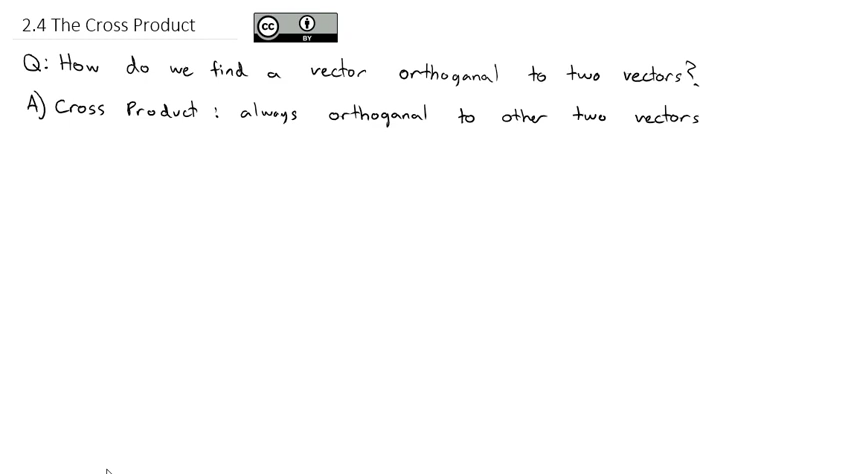 2.4 The Cross Product
cc BY
Q: How do we find a vector orthoganal to two vectors?
A) Cross Product : always orthoganal to other two vectors